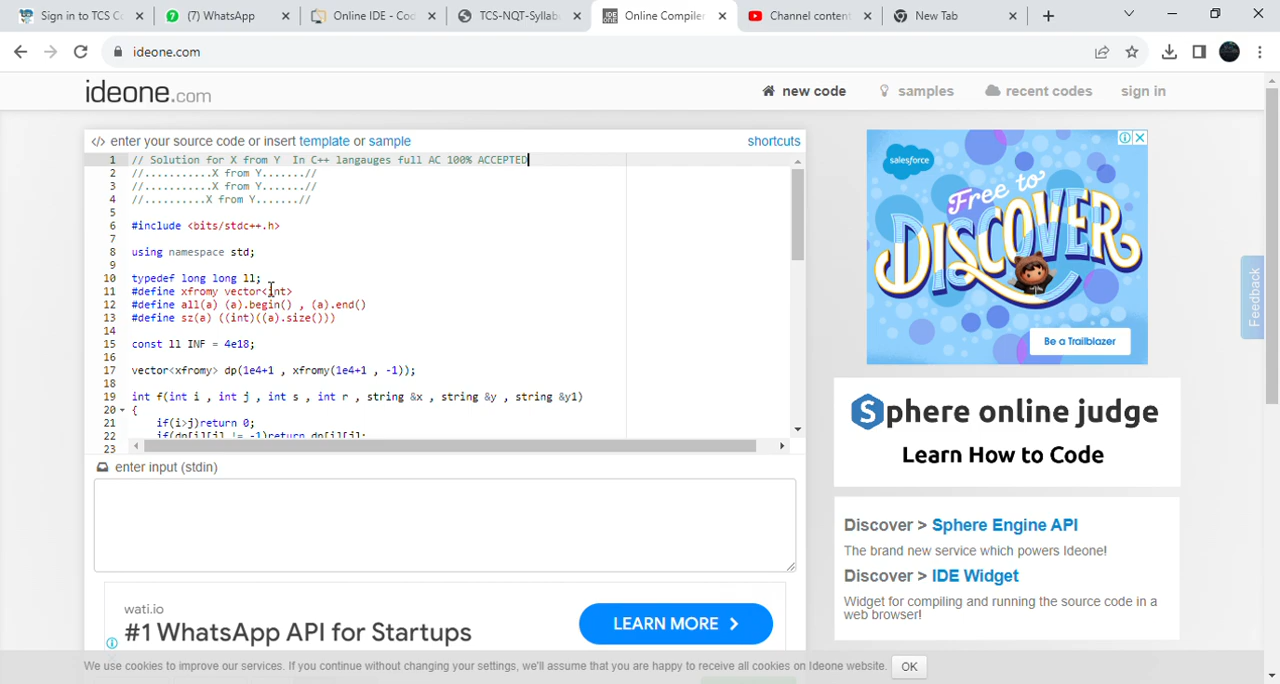 Sign in to TCS C
(7) WhatsApp
Online IDE - Cod
TCS-NQT-Syllab
Online Compiler
Channel content
New Tab
ideone.com
ideone.com
new code
samples
recent codes
sign in
</> enter your source code or insert template or sample
shortcuts
1 // Solution for X from Y  In C++ langauges full AC 100% ACCEPTED
2 //...........X from Y.......//
3 //...........X from Y.......//
4 //..........X from Y.......//
5
6 #include <bits/stdc++.h>
7
8 using namespace std;
9
10 typedef long long ll;
11 #define xfromy vector<int>
12 #define all(a) (a).begin() , (a).end()
13 #define sz(a) ((int)((a).size()))
14
15 const ll INF = 4e18;
16
17 vector<xfromy> dp(1e4+1 , xfromy(1e4+1 , -1));
18
19 int f(int i , int j , int s , int r , string &x , string &y , string &y1)
20 {
21 if(i>j)return 0;
22 if(dp[i][j] != -1)return dp[i][j];
23
enter input (stdin)
wati.io
#1 WhatsApp API for Startups
LEARN MORE
salesforce
Free to
DISCOVER
Be a Trailblazer
Feedback
Sphere online judge
Learn How to Code
Discover > Sphere Engine API
The brand new service which powers Ideone!
Discover > IDE Widget
Widget for compiling and running the source code in a
web browser!
We use cookies to improve our services. If you continue without changing your settings, we'll assume that you are happy to receive all cookies on Ideone website.
OK